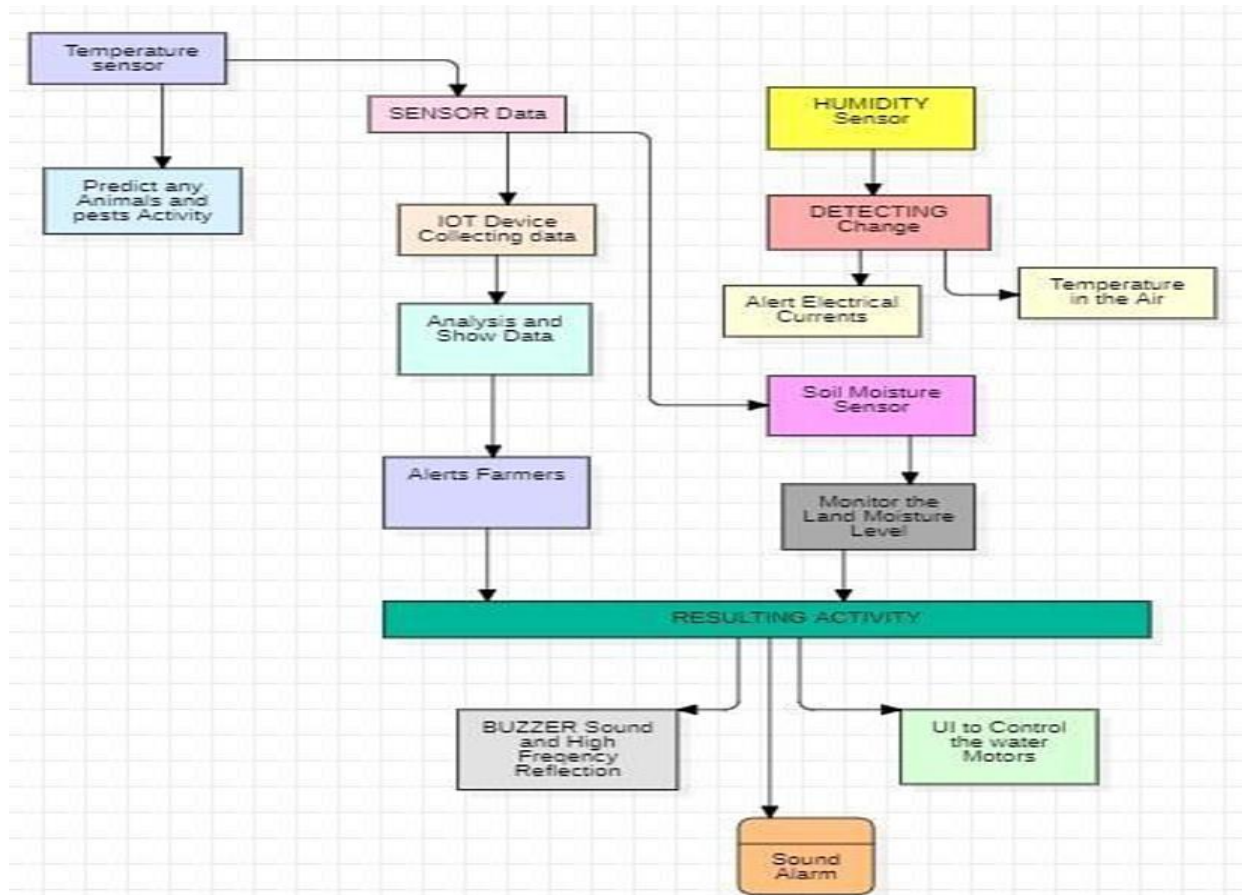 Temperature
sensor
SENSOR Data
HUMIDITY
Sensor
Predict any
Animals and
pests Activity
IOT Device
Collecting data
DETECTING
Change
Alert Electrical
Currents
Temperature
in the Air
Analysis and
Show Data
Soil Moisture
Sensor
Alerts Farmers
Monitor the
Land Moisture
Level
RESULTING ACTIVITY
BUZZER Sound
and High
Freqency
Reflection
UI to Control
the water
Motors
Sound
Alarm